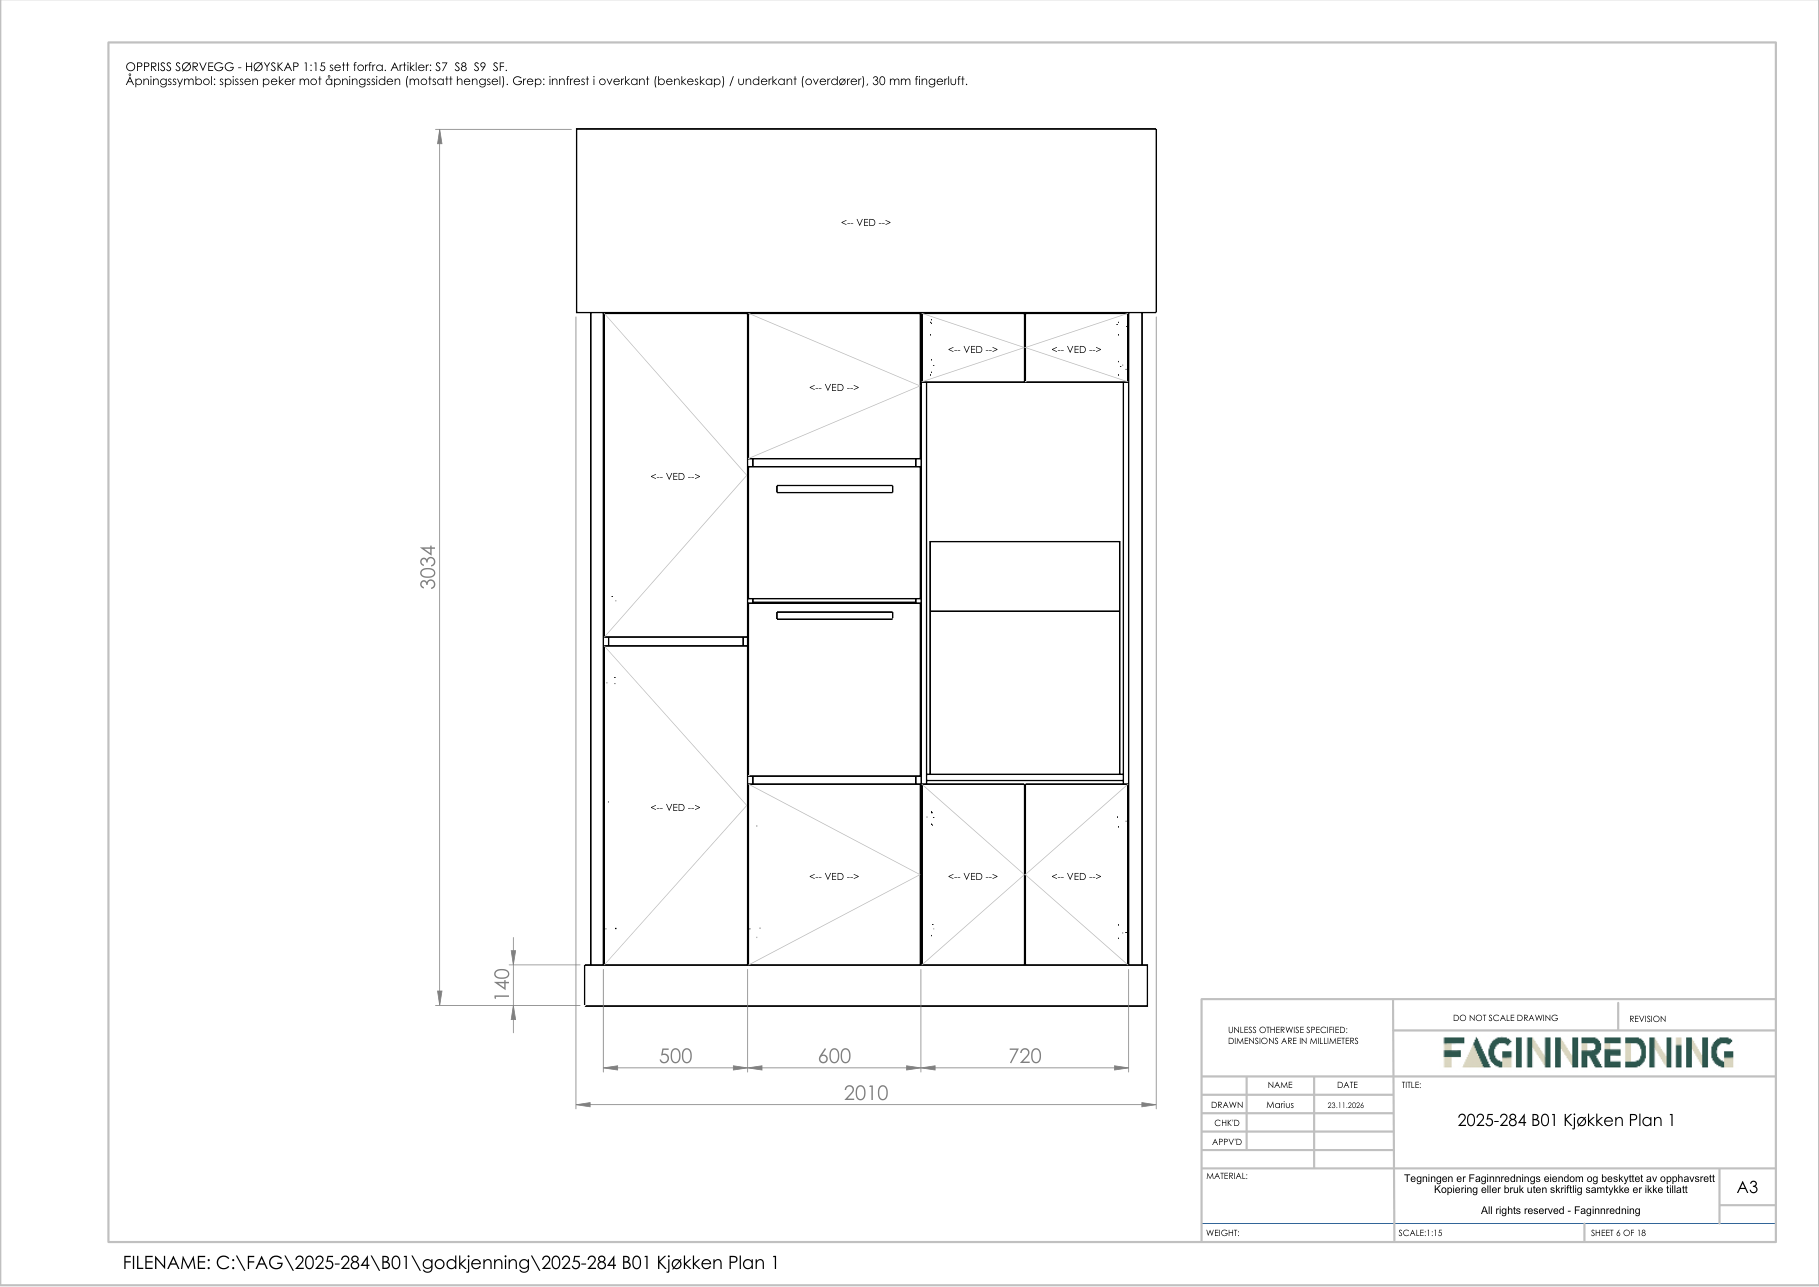 OPPRISS SØRVEGG - HØYSKAP 1:15 sett forfra. Artikler: S7  S8  S9  SF.
Åpningssymbol: spissen peker mot åpningssiden (motsatt hengsel). Grep: innfrest i overkant (benkeskap) / underkant (overdører), 30 mm fingerluft.
<-- VED -->
<-- VED --> <-- VED -->
<-- VED -->
<-- VED -->
3034
<-- VED -->
<-- VED --> <-- VED --> <-- VED -->
140
500 600 720
2010
UNLESS OTHERWISE SPECIFIED:
DIMENSIONS ARE IN MILLIMETERS
DO NOT SCALE DRAWING
REVISION
FAGINNREDNING
NAME DATE
DRAWN Marius 23.11.2026
CHK'D
APPV'D
TITLE:
2025-284 B01 Kjøkken Plan 1
MATERIAL:
Tegningen er Faginnrednings eiendom og beskyttet av opphavsrett
Kopiering eller bruk uten skriftlig samtykke er ikke tillatt
All rights reserved - Faginnredning
A3
WEIGHT:
SCALE:1:15
SHEET 6 OF 18
FILENAME: C:\FAG\2025-284\B01\godkjenning\2025-284 B01 Kjøkken Plan 1